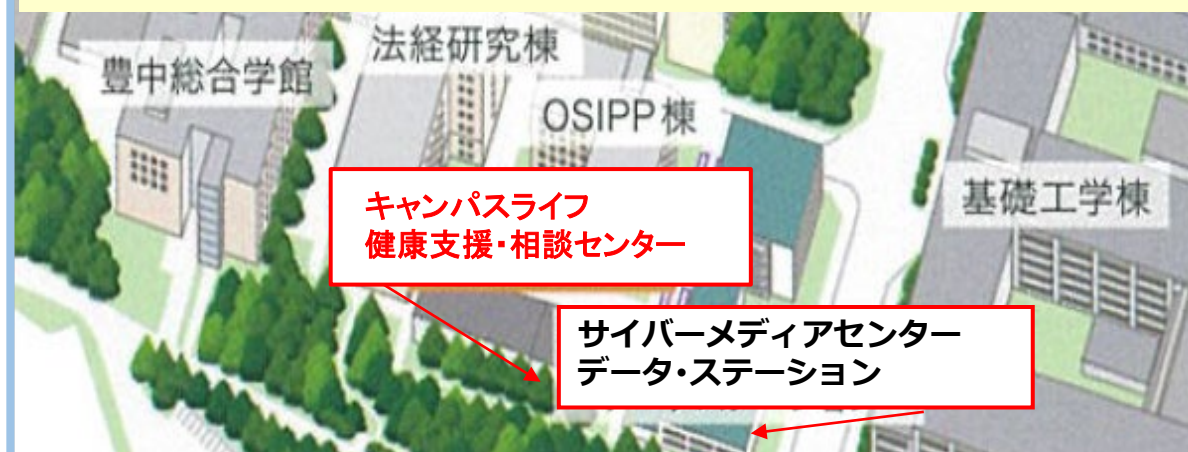 法経研究棟
豊中総合学館
OSIPP棟
基礎工学棟
キャンパスライフ
健康支援・相談センター
サイバーメディアセンター
データ・ステーション